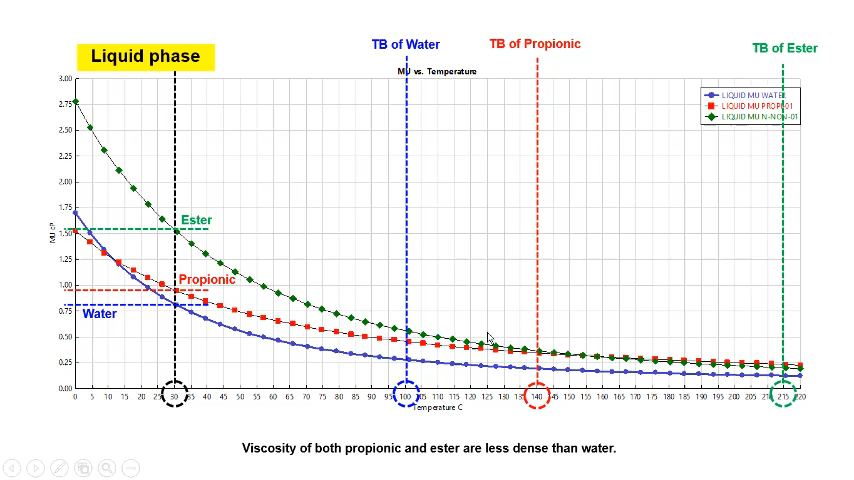 TB of Water
TB of Propionic
TB of Ester
Liquid phase
MU vs. Temperature
3.00
2.75
2.50
2.25
2.00
1.75
1.50
1.25
1.00
0.75
0.50
0.25
0.00
MU cP
LIQUID MU WATER
LIQUID MU PROPI-01
LIQUID MU N-NON-01
Ester
Propionic
Water
0 5 10 15 20 25 30 35 40 45 50 55 60 65 70 75 80 85 90 95 100 105 110 115 120 125 130 135 140 145 150 155 160 165 170 175 180 185 190 195 200 205 210 215 220
Temperature C
Viscosity of both propionic and ester are less dense than water.